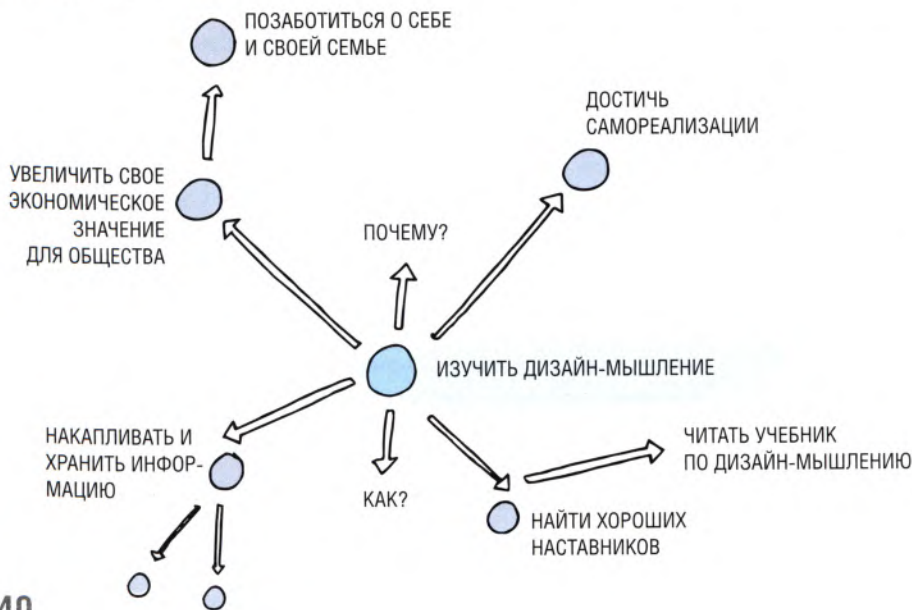 ПОЗАБОТИТЬСЯ О СЕБЕ
И СВОЕЙ СЕМЬЕ
ДОСТИЧЬ
САМОРЕАЛИЗАЦИИ
УВЕЛИЧИТЬ СВОЕ
ЭКОНОМИЧЕСКОЕ
ЗНАЧЕНИЕ
ДЛЯ ОБЩЕСТВА
ПОЧЕМУ?
ИЗУЧИТЬ ДИЗАЙН-МЫШЛЕНИЕ
НАКАПЛИВАТЬ И
ХРАНИТЬ ИНФОР-
МАЦИЮ
КАК?
ЧИТАТЬ УЧЕБНИК
ПО ДИЗАЙН-МЫШЛЕНИЮ
НАЙТИ ХОРОШИХ
НАСТАВНИКОВ